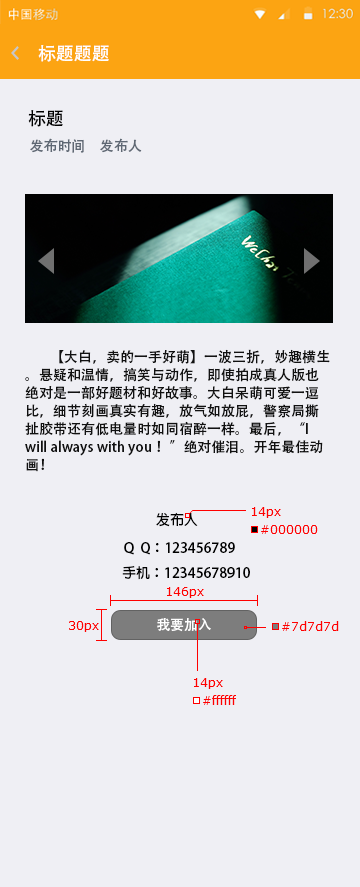 中国移动 12:30
标题题题
标题
发布时间 发布人
WeChat
【大白，卖的一手好萌】一波三折，妙趣横生
。悬疑和温情，搞笑与动作，即使拍成真人版也
绝对是一部好题材和好故事。大白呆萌可爱一逗
比，细节刻画真实有趣，放气如放屁，警察局撕
扯胶带还有低电量时如同宿醉一样。最后，“I
will always with you！”绝对催泪。开年最佳动
画！
发布人 14px
#000000
Q Q：123456789
手机：12345678910
146px
30px 我要加入 #7d7d7d
14px
#ffffff